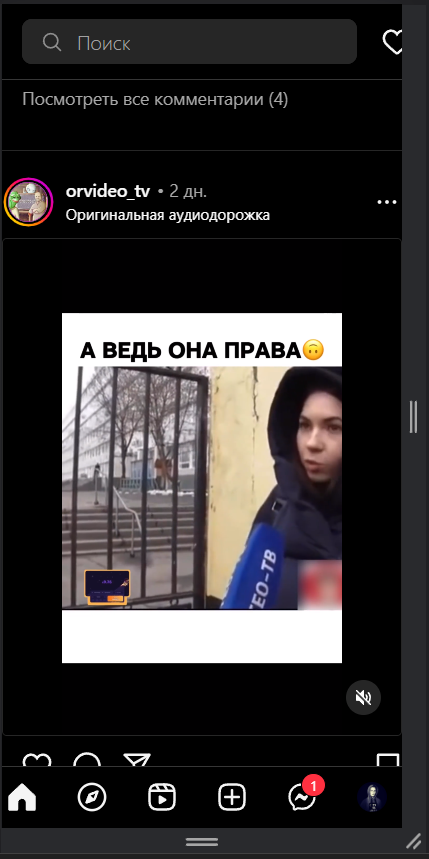 Поиск
Посмотреть все комментарии (4)
orvideo_tv • 2 дн.
Оригинальная аудиодорожка
А ВЕДЬ ОНА ПРАВА🙃
ЕО-ТВ
1